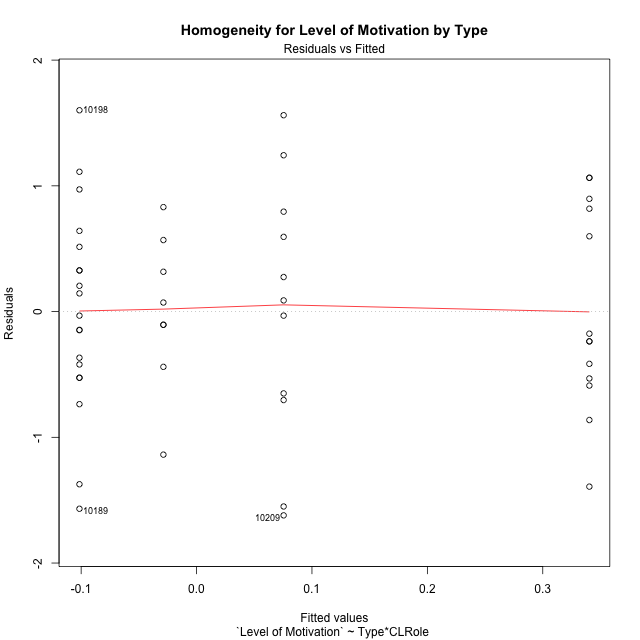 Homogeneity for Level of Motivation by Type
Residuals vs Fitted
2
1
0
-1
-2
Residuals
10198
10189
10209
-0.1 0.0 0.1 0.2 0.3
Fitted values
`Level of Motivation` ~ Type*CLRole